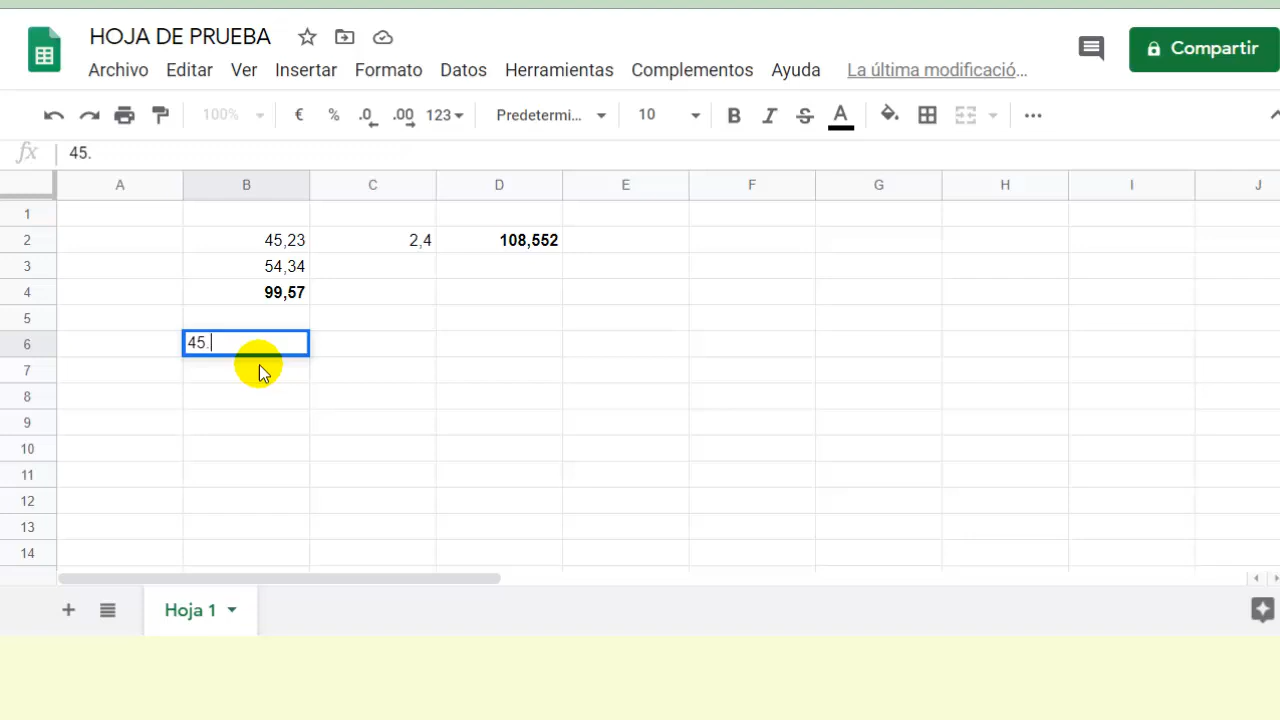 HOJA DE PRUEBA
Archivo Editar Ver Insertar Formato Datos Herramientas Complementos Ayuda La última modificació...
Compartir
100% € % .0 .00 123 Predetermi... 10 B I S A
fx 45.
A B C D E F G H I J
1
2 45,23 2,4 108,552
3 54,34
4 99,57
5
6 45.
7
8
9
10
11
12
13
14
+ Hoja 1